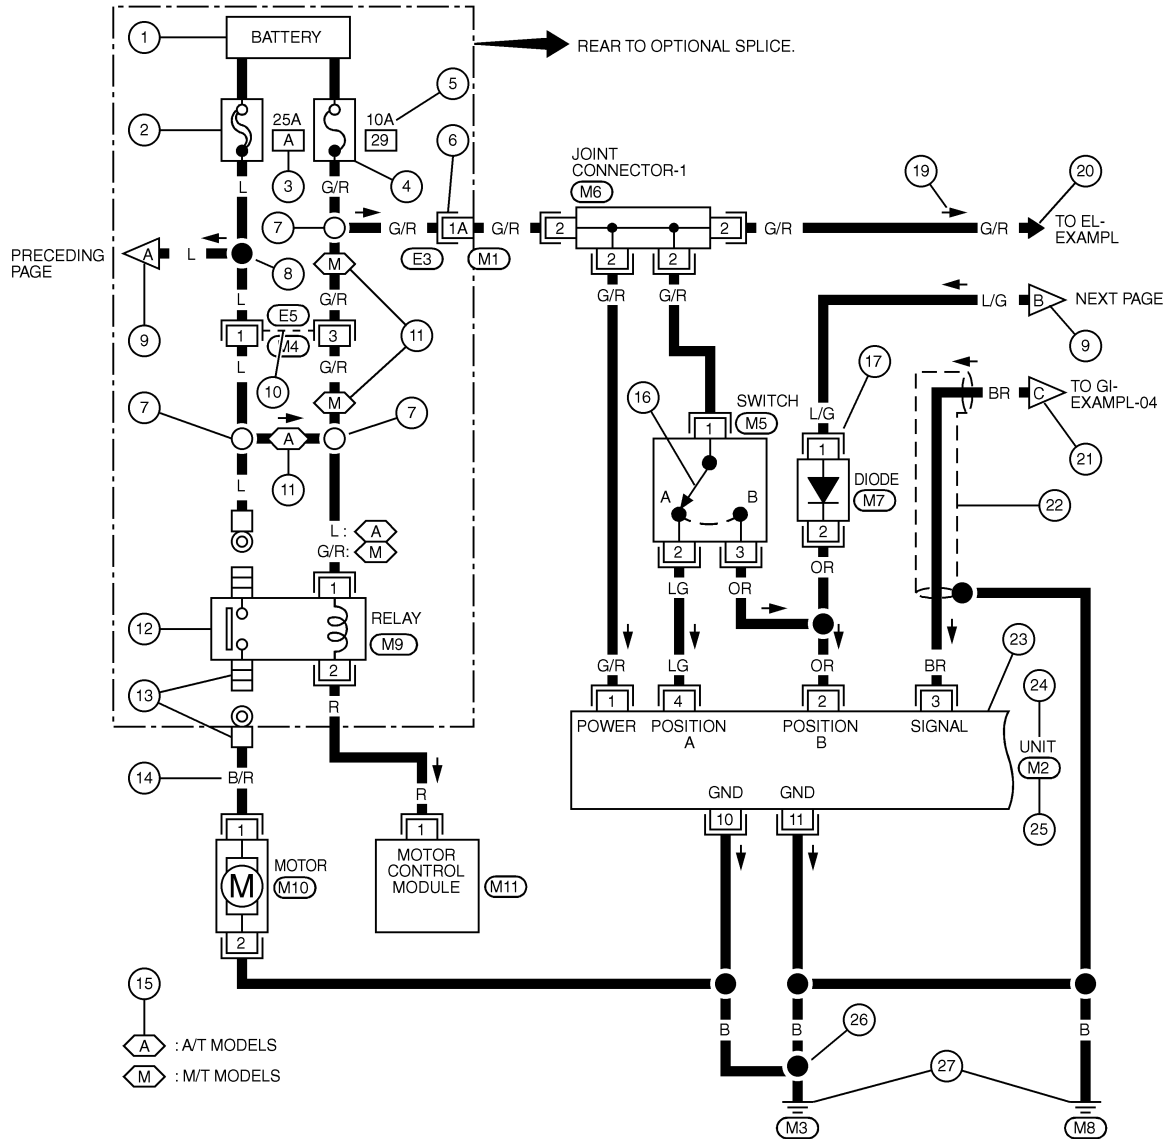 1
BATTERY
REAR TO OPTIONAL SPLICE.
5
2
25A
A
10A
29
6
3
4
JOINT
CONNECTOR-1
M6
19
20
L
G/R
7
G/R
1A
G/R
2
2
G/R
G/R
TO EL-
EXAMPL
E3
M1
2
2
PRECEDING
PAGE
A
L
8
M
G/R
G/R
L/G
B
NEXT PAGE
L
G/R
E5
9
1
3
11
M4
9
L
G/R
10
17
BR
C
TO GI-
EXAMPL-04
7
M
7
16
SWITCH
M5
L/G
1
1
A
11
21
DIODE
M7
L
A
B
22
L :
A
G/R:
M
2
3
2
LG
OR
OR
1
12
RELAY
M9
23
2
G/R
LG
OR
BR
13
R
1
4
2
3
24
POWER
POSITION
A
POSITION
B
SIGNAL
UNIT
M2
14
B/R
R
GND
GND
10
11
25
1
1
MOTOR
M10
M
MOTOR
CONTROL
MODULE
M11
2
15
B
B
26
B
A
: A/T MODELS
M
: M/T MODELS
27
M3
M8